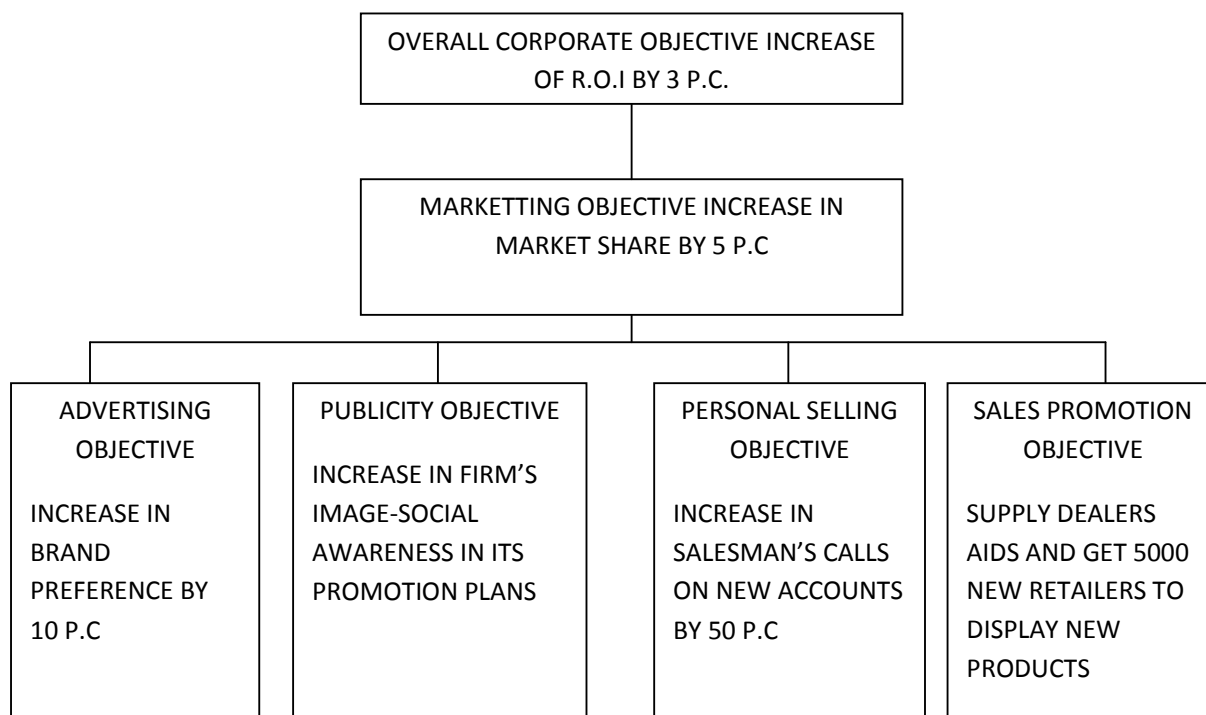 OVERALL CORPORATE OBJECTIVE INCREASE
OF R.O.I BY 3 P.C.
MARKETTING OBJECTIVE INCREASE IN
MARKET SHARE BY 5 P.C
ADVERTISING
OBJECTIVE
INCREASE IN
BRAND
PREFERENCE BY
10 P.C
PUBLICITY OBJECTIVE
INCREASE IN FIRM’S
IMAGE-SOCIAL
AWARENESS IN ITS
PROMOTION PLANS
PERSONAL SELLING
OBJECTIVE
INCREASE IN
SALESMAN’S CALLS
ON NEW ACCOUNTS
BY 50 P.C
SALES PROMOTION
OBJECTIVE
SUPPLY DEALERS
AIDS AND GET 5000
NEW RETAILERS TO
DISPLAY NEW
PRODUCTS